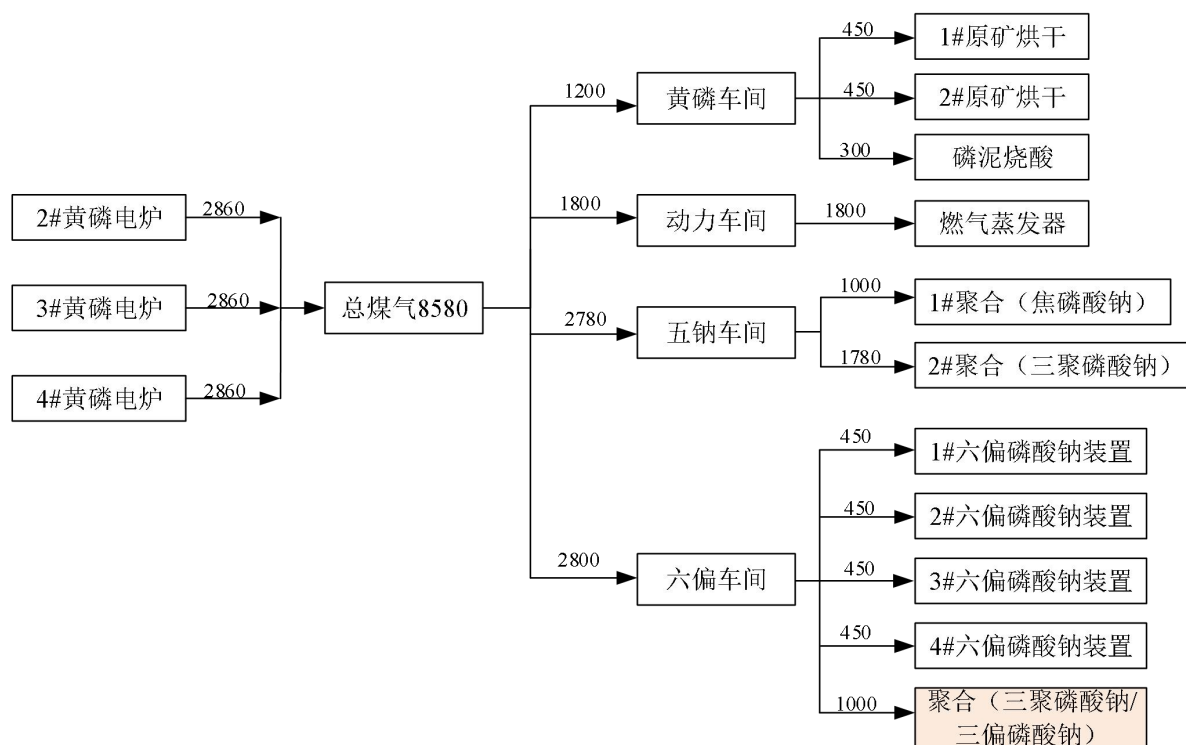 450
1#原矿烘干
1200
黄磷车间
450
2#原矿烘干
300
磷泥烧酸
2#黄磷电炉
2860
1800
动力车间
1800
燃气蒸发器
3#黄磷电炉
2860
总煤气8580
2780
五钠车间
1000
1#聚合（焦磷酸钠）
1780
2#聚合（三聚磷酸钠）
4#黄磷电炉
2860
450
1#六偏磷酸钠装置
450
2#六偏磷酸钠装置
2800
六偏车间
450
3#六偏磷酸钠装置
450
4#六偏磷酸钠装置
1000
聚合（三聚磷酸钠/
三偏磷酸钠）